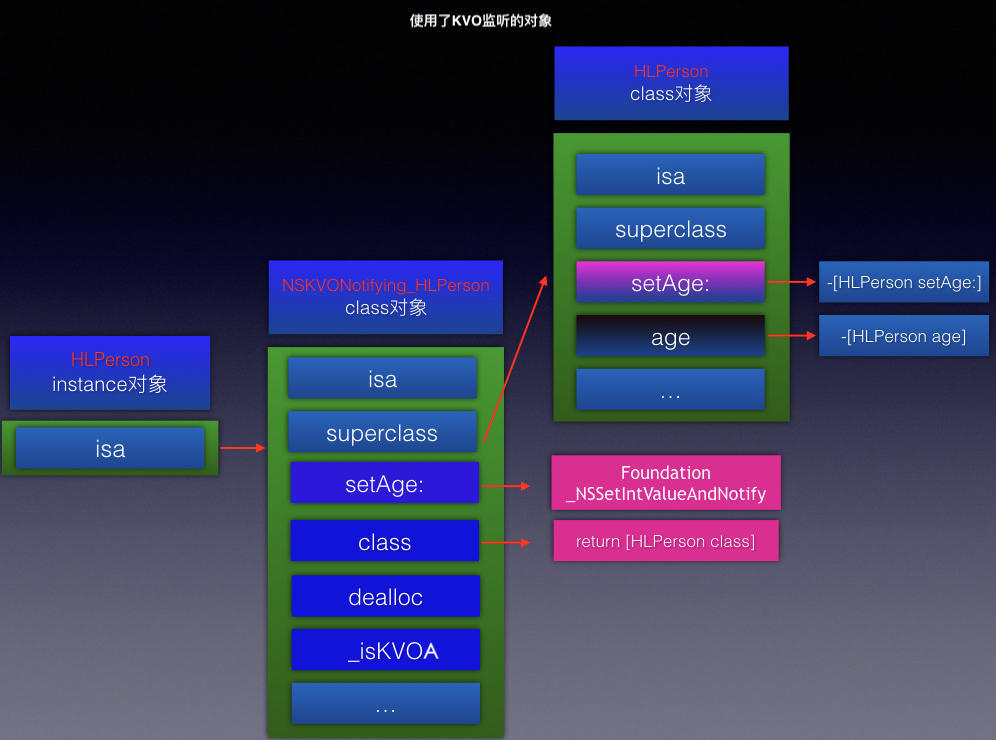 使用了KVO监听的对象
HLPerson
class对象
isa
superclass
setAge:
-[HLPerson setAge:]
age
-[HLPerson age]
...
NSKVONotifying_HLPerson
class对象
isa
superclass
setAge:
Foundation
_NSSetIntValueAndNotify
class
return [HLPerson class]
dealloc
_isKVOA
...
HLPerson
instance对象
isa